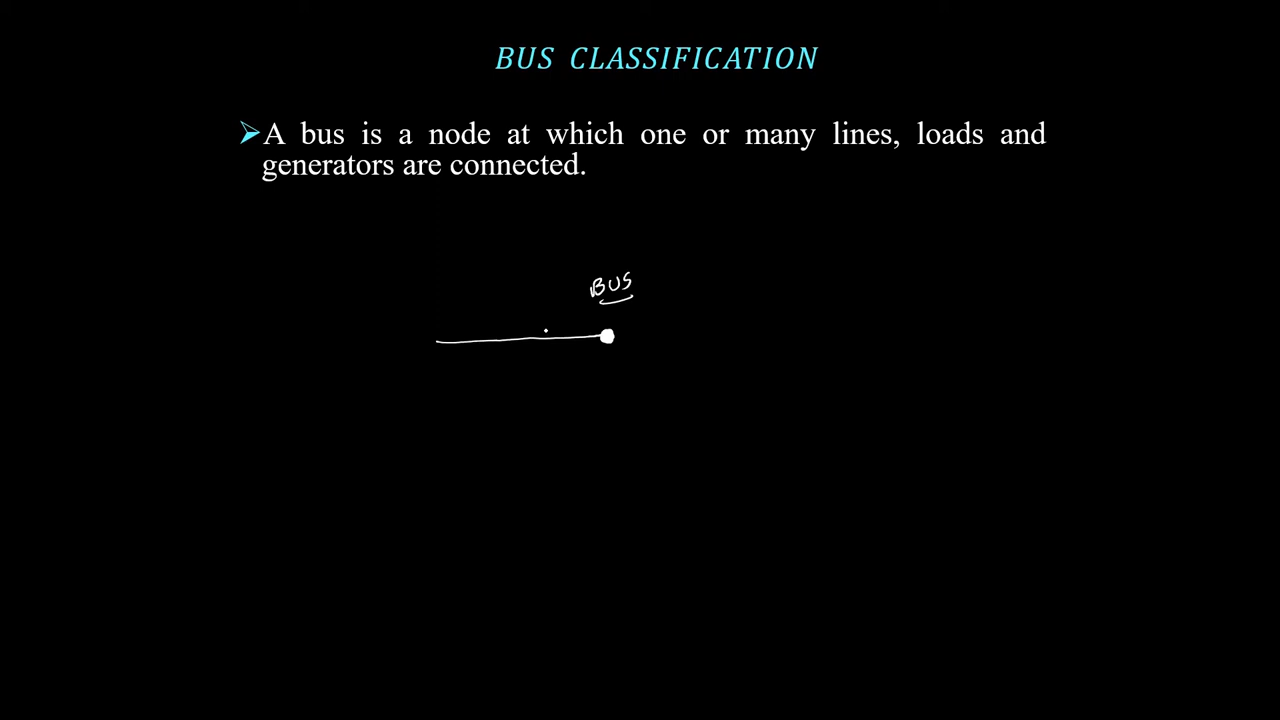 BUS CLASSIFICATION
➢A bus is a node at which one or many lines, loads and
generators are connected.
BUS